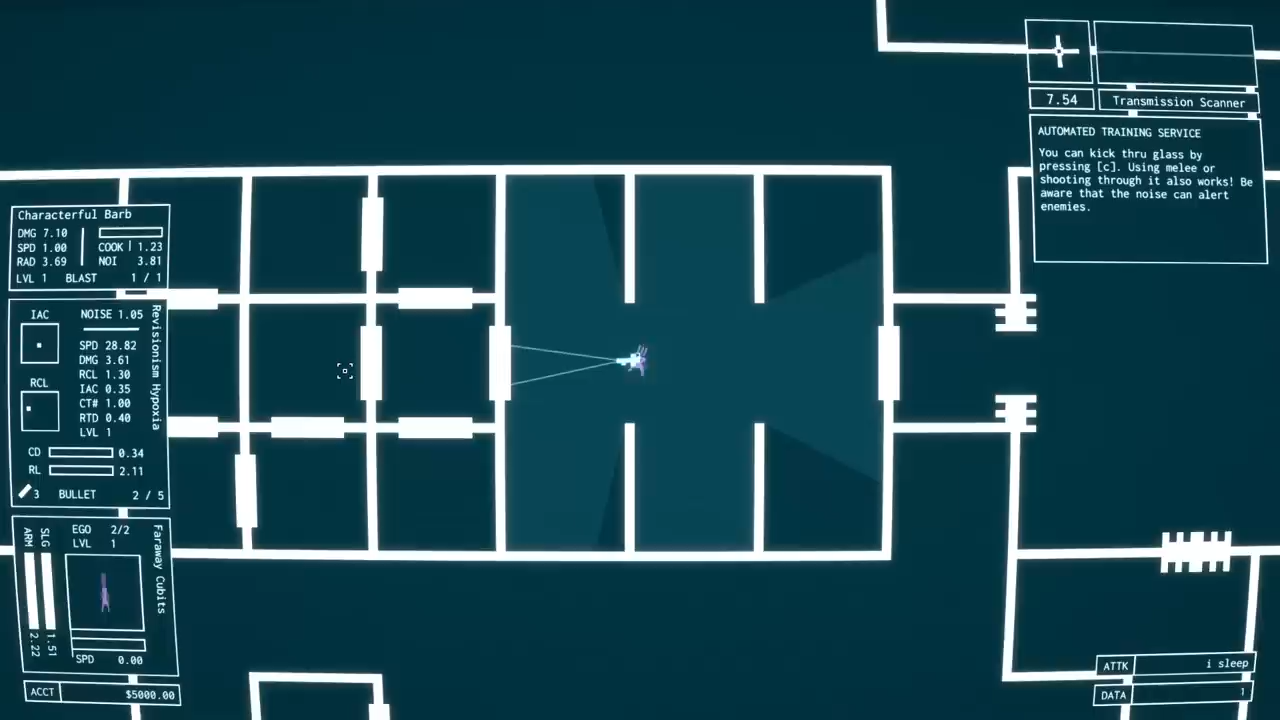 7.54
Transmission Scanner
AUTOMATED TRAINING SERVICE
You can kick thru glass by
pressing [c]. Using melee or
shooting through it also works! Be
aware that the noise can alert
enemies.
Characterful Barb
DMG 7.10
SPD 1.00 COOK | 1.23
RAD 3.69 NOI 3.81
LVL 1 BLAST 1 / 1
IAC NOISE 1.05
Revisionism Hypoxia
SPD 28.82
DMG 3.61
RCL RCL 1.30
IAC 0.35
CT# 1.00
RTD 0.40
LVL 1
CD 0.34
RL 2.11
3 BULLET 2 / 5
ARM SLG EGO 2/2
LVL 1
Faraway Cubits
2.22 1.51
SPD 0.00
ACCT $5000.00
ATTK i sleep
DATA 1